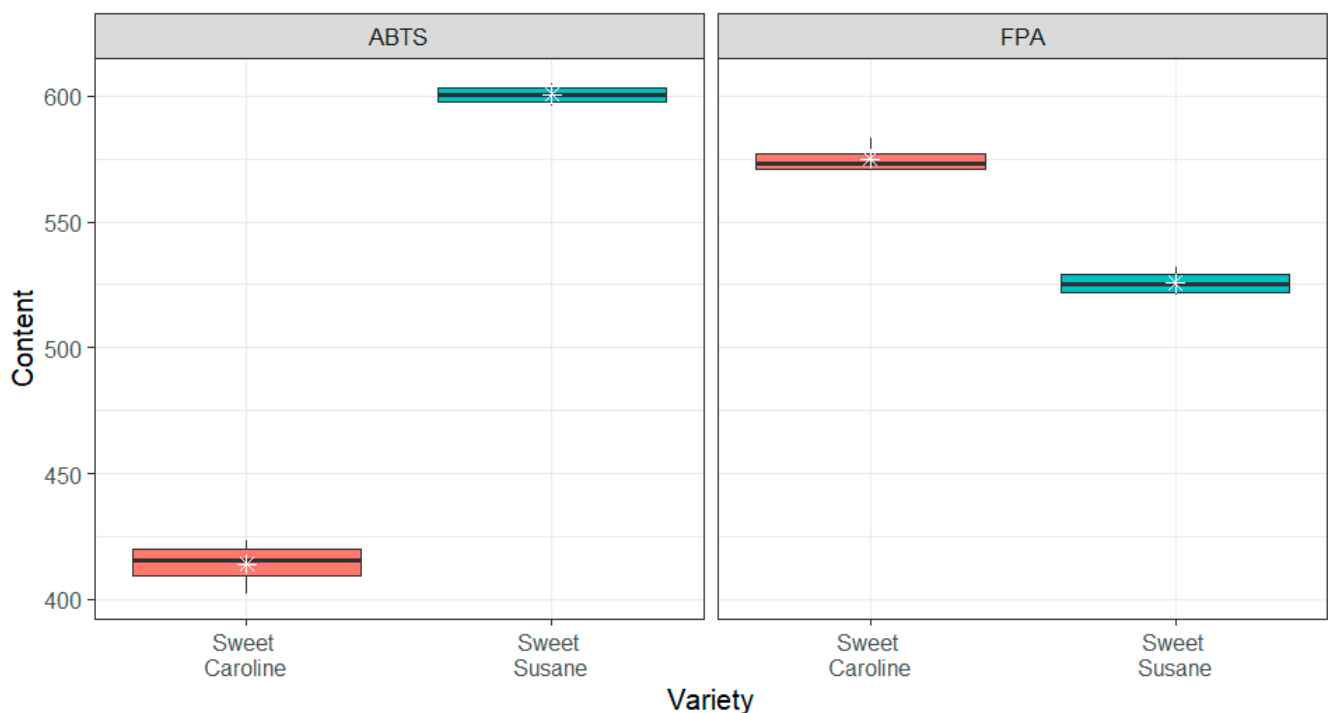 ABTS
FPA
Content
600
550
500
450
400
Sweet
Caroline
Sweet
Susane
Sweet
Caroline
Sweet
Susane
Variety